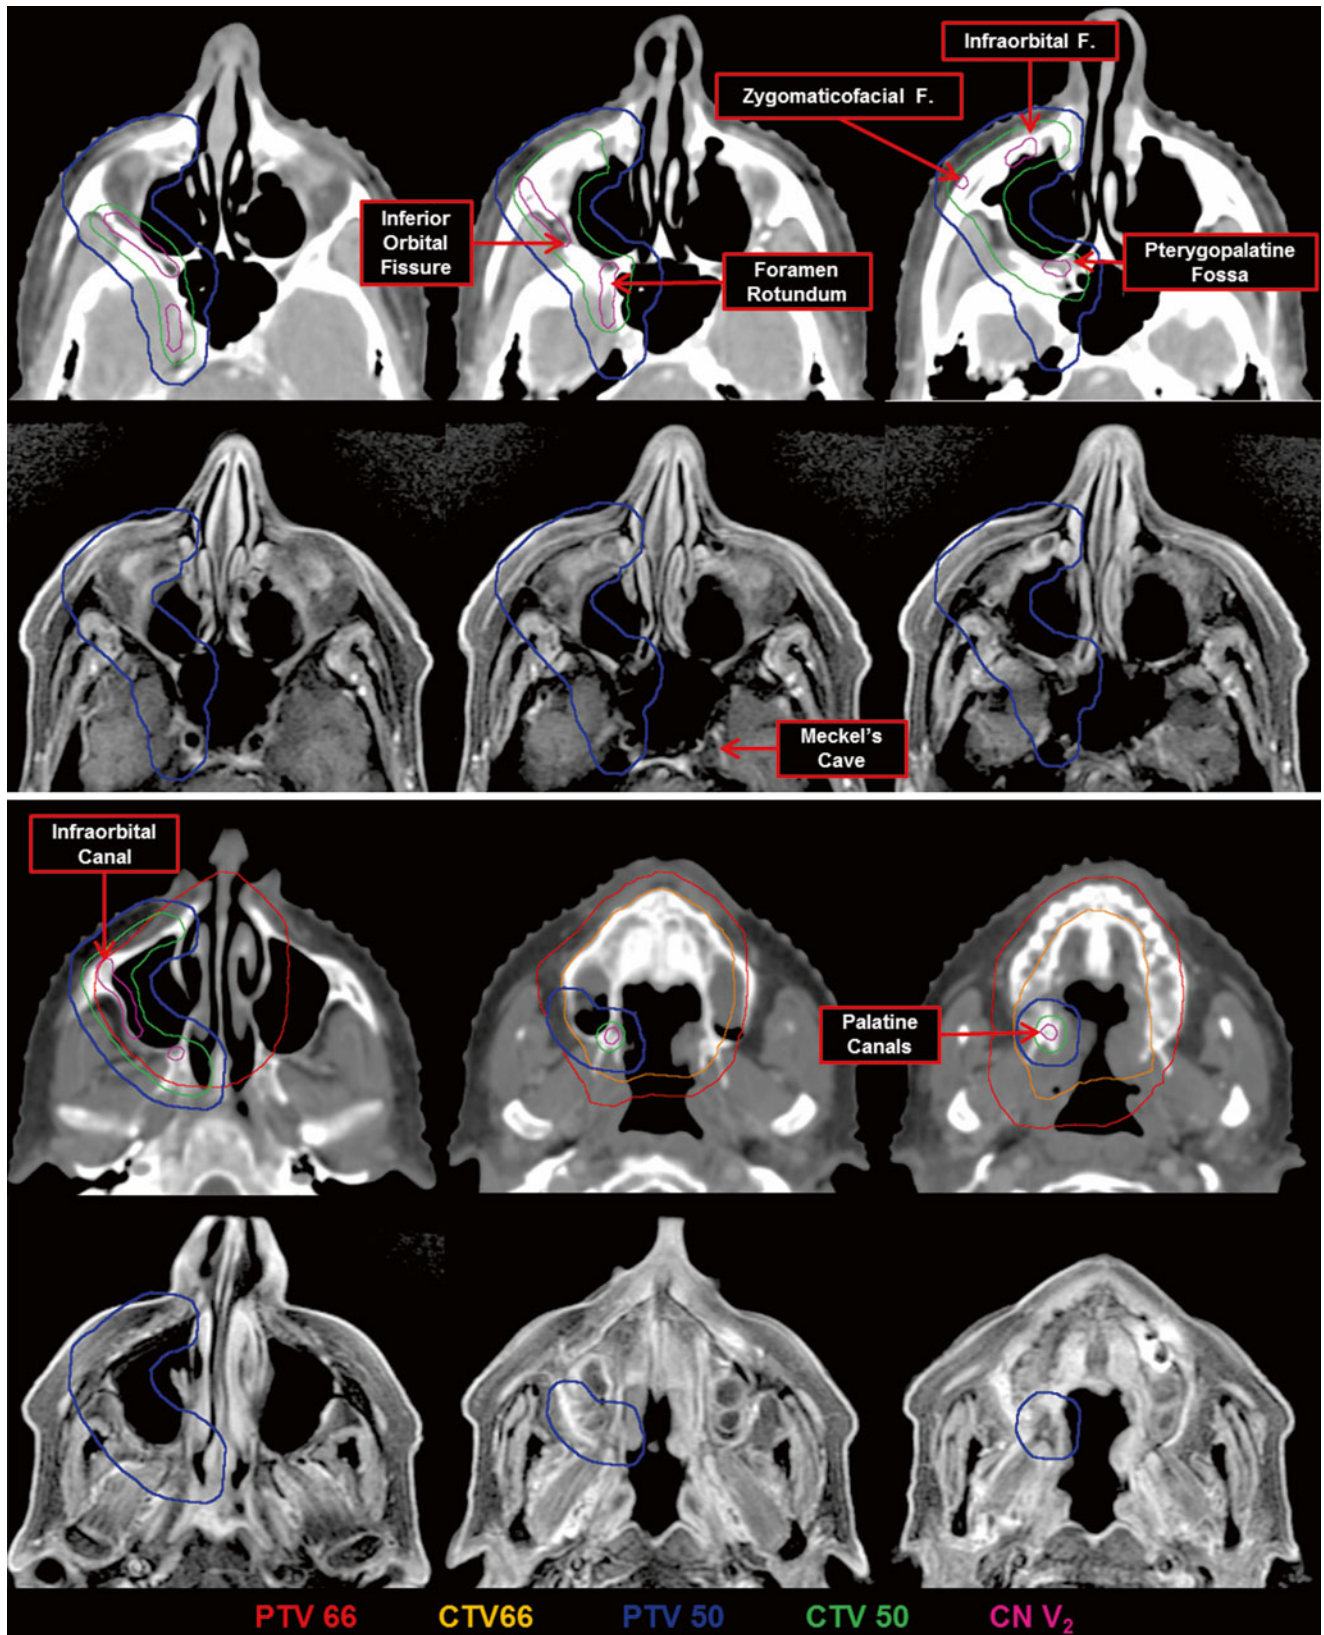 Infraorbital F.
Zygomaticofacial F.
Inferior
Orbital
Fissure
Foramen
Rotundum
Pterygopalatine
Fossa
Meckel's
Cave
Infraorbital
Canal
Palatine
Canals
PTV 66 CTV66 PTV 50 CTV 50 CN V₂